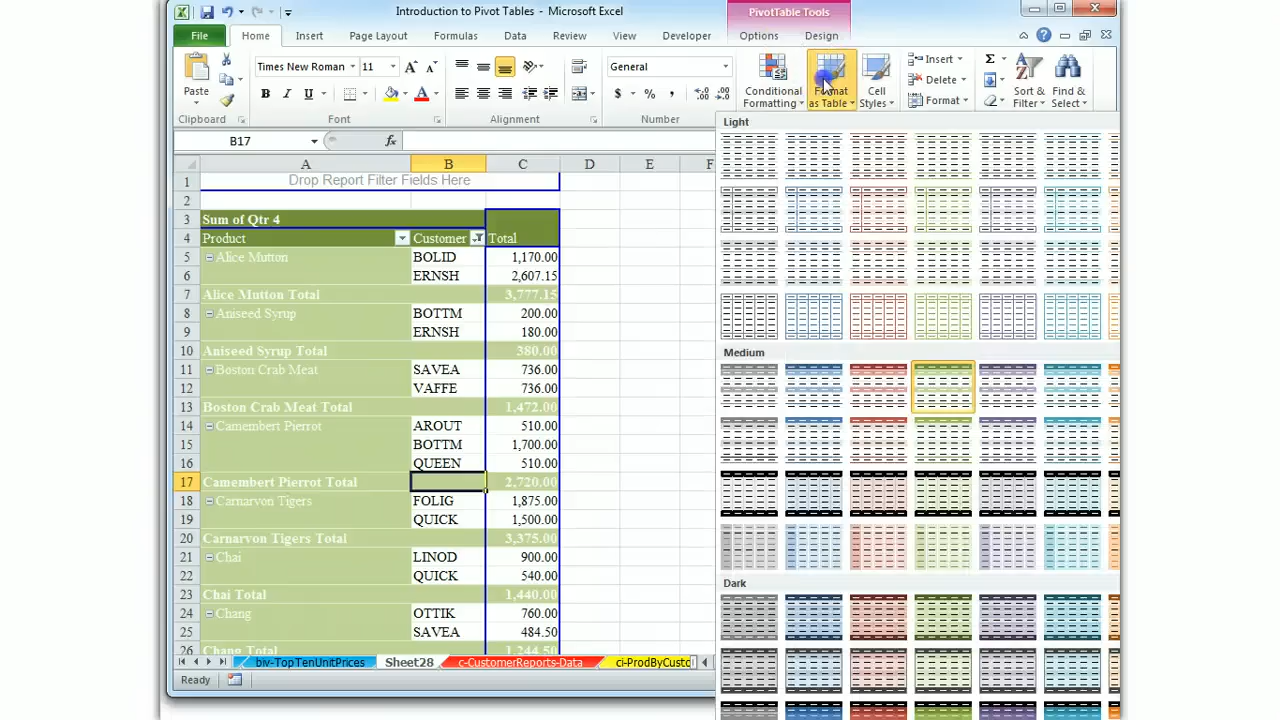 Introduction to Pivot Tables - Microsoft Excel
PivotTable Tools
File Home Insert Page Layout Formulas Data Review View Developer Options Design
Paste
Clipboard
Times New Roman 11
B I U
Font
Alignment
General
$ % ,
Number
Conditional Formatting
Format as Table
Cell Styles
Insert
Delete
Format
Sort & Filter
Find & Select
B17 fx
A B C D E F
1 Drop Report Filter Fields Here
2
3 Sum of Qtr 4
4 Product Customer Total
5 Alice Mutton BOLID 1,170.00
6 ERNSH 2,607.15
7 Alice Mutton Total 3,777.15
8 Aniseed Syrup BOTTM 200.00
9 ERNSH 180.00
10 Aniseed Syrup Total 380.00
11 Boston Crab Meat SAVEA 736.00
12 VAFFE 736.00
13 Boston Crab Meat Total 1,472.00
14 Camembert Pierrot AROUT 510.00
15 BOTTM 1,700.00
16 QUEEN 510.00
17 Camembert Pierrot Total 2,720.00
18 Carnarvon Tigers FOLIG 1,875.00
19 QUICK 1,500.00
20 Carnarvon Tigers Total 3,375.00
21 Chai LINOD 900.00
22 QUICK 540.00
23 Chai Total 1,440.00
24 Chang OTTIK 760.00
25 SAVEA 484.50
26 Chang Total 1,244.50
Light
Medium
Dark
biv-TopTenUnitPrices Sheet28 c-CustomerReports-Data ci-ProdByCusto
Ready